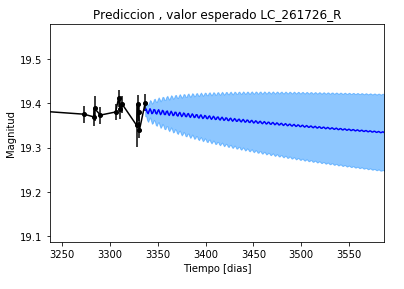 Prediccion , valor esperado LC_261726_R
19.5
19.4
19.3
19.2
19.1
Magnitud
3250 3300 3350 3400 3450 3500 3550
Tiempo [dias]